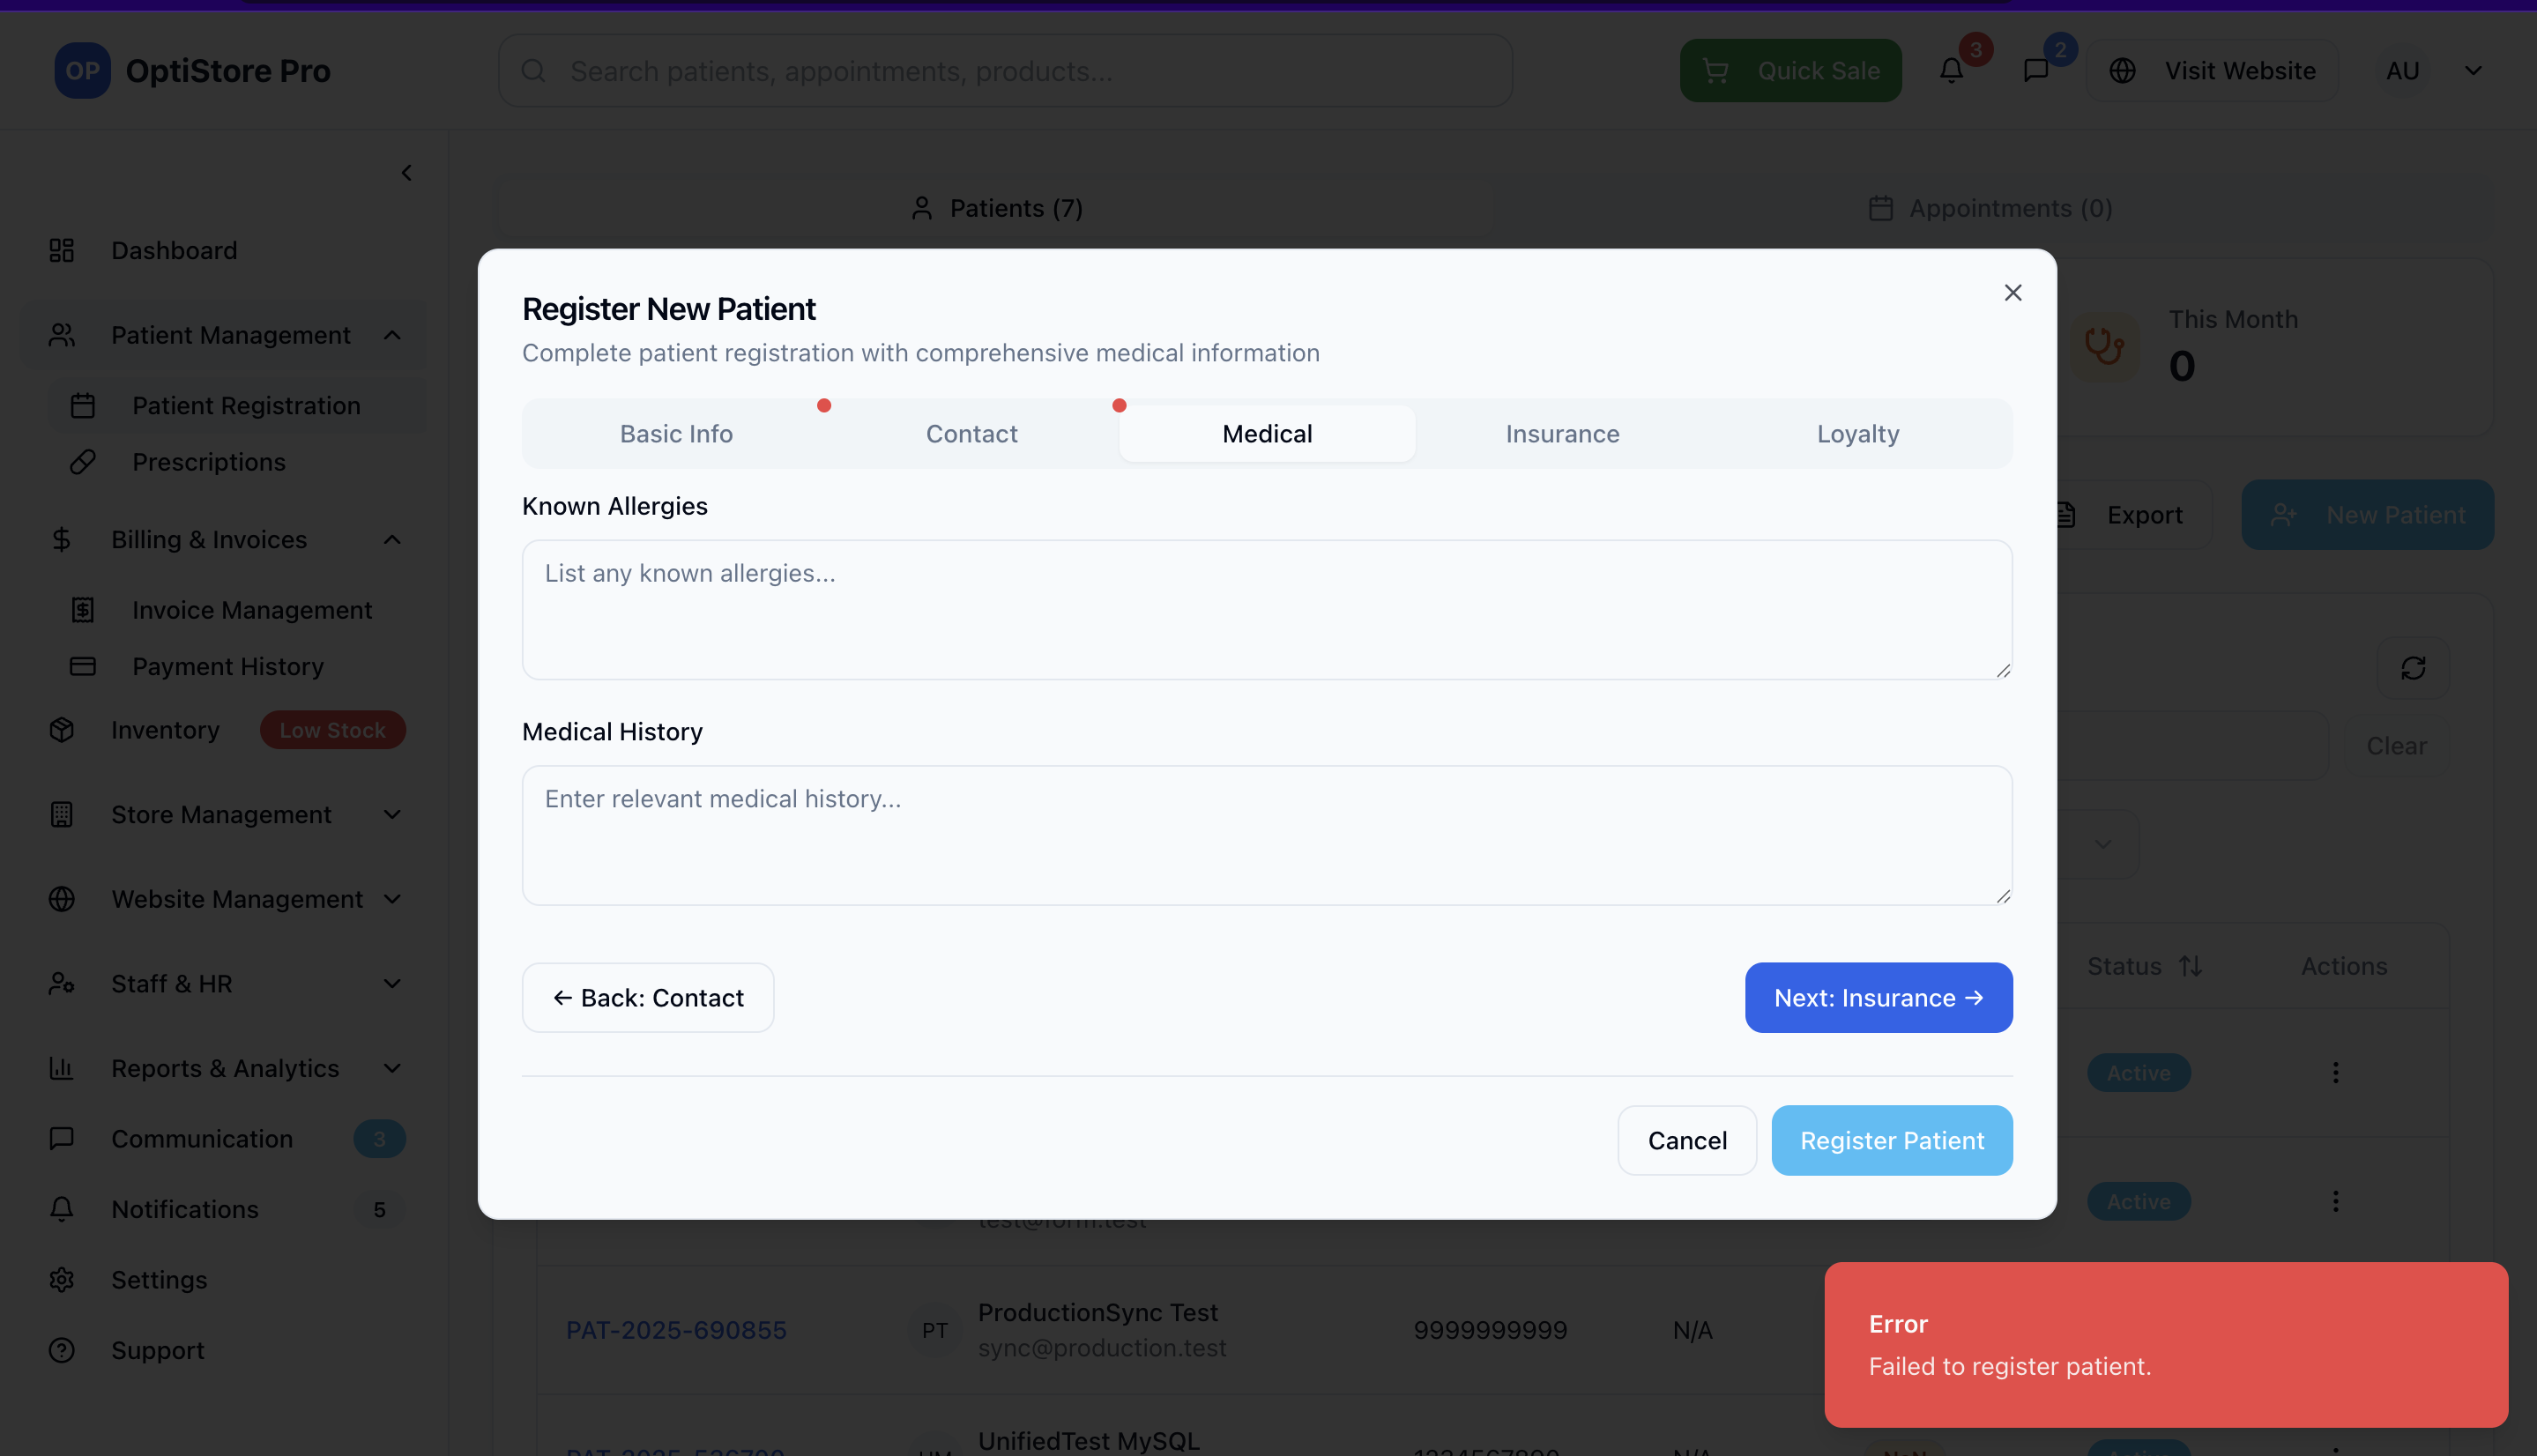 OP OptiStore Pro
Search patients, appointments, products...
Quick Sale
3
2
Visit Website
AU
Dashboard
Patient Management
Patient Registration
Prescriptions
Billing & Invoices
Invoice Management
Payment History
Inventory Low Stock
Store Management
Website Management
Staff & HR
Reports & Analytics
Communication 3
Notifications 5
Settings
Support
Patients (7)
Appointments (0)
This Month
0
Export
New Patient
Clear
Status
Actions
Active
Active
Register New Patient
Complete patient registration with comprehensive medical information
Basic Info
Contact
Medical
Insurance
Loyalty
Known Allergies
List any known allergies...
Medical History
Enter relevant medical history...
← Back: Contact
Next: Insurance →
Cancel
Register Patient
test@form.test
PAT-2025-690855
PT
ProductionSync Test
sync@production.test
9999999999
N/A
UnifiedTest MySQL
1234567890
N/A
Error
Failed to register patient.